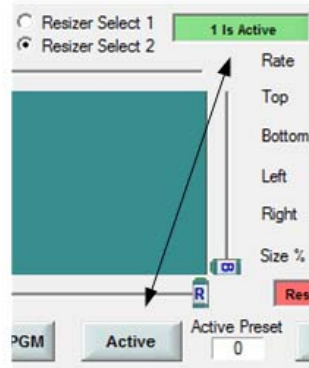 Resizer Select 1
Resizer Select 2
1 Is Active
Rate
Top
Bottom
Left
Right
Size %
B
R
Res
PGM
Active
Active Preset
0